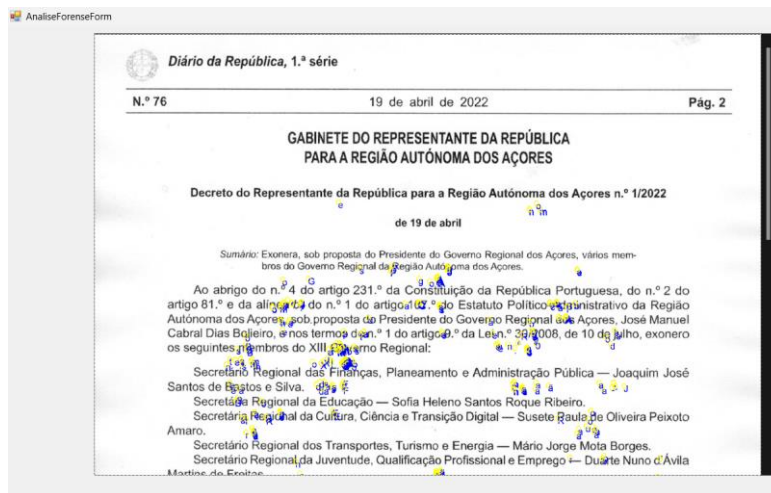 AnaliseForenseForm
Diário da República, 1.ª série
N.º 76 19 de abril de 2022 Pág. 2
GABINETE DO REPRESENTANTE DA REPÚBLICA
PARA A REGIÃO AUTÓNOMA DOS AÇORES
Decreto do Representante da República para a Região Autónoma dos Açores n.º 1/2022
de 19 de abril
Sumário: Exonera, sob proposta do Presidente do Governo Regional dos Açores, vários mem-
bros do Governo Regional da Região Autónoma dos Açores.
Ao abrigo do n.º 4 do artigo 231.º da Constituição da República Portuguesa, do n.º 2 do
artigo 81.º e da do n.º 1 do artigo do Estatuto Político-Administrativo da Região
Autónoma dos Açores, sob proposta do Presidente do Governo Regional dos Açores, José Manuel
Cabral Dias Bolieiro, e nos termos do n.º 1 do artigo 9.º da Lei n.º /2008, de 10 de julho, exonero
os seguintes membros do XIII Governo Regional:
Secretário Regional das Finanças, Planeamento e Administração Pública — Joaquim José
Santos de Bastos e Silva.
Secretária Regional da Educação — Sofia Heleno Santos Roque Ribeiro.
Secretária Regional da Cultura, Ciência e Transição Digital — Susete Paula de Oliveira Peixoto
Amaro.
Secretário Regional dos Transportes, Turismo e Energia — Mário Jorge Mota Borges.
Secretário Regional da Juventude, Qualificação Profissional e Emprego — Duarte Nuno d'Ávila
Martins de Freitas.